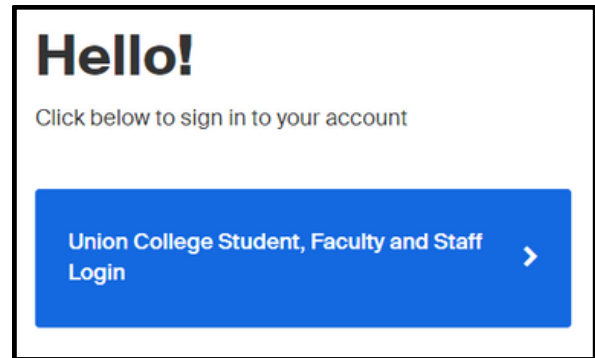 Hello!
Click below to sign in to your account
Union College Student, Faculty and Staff
Login